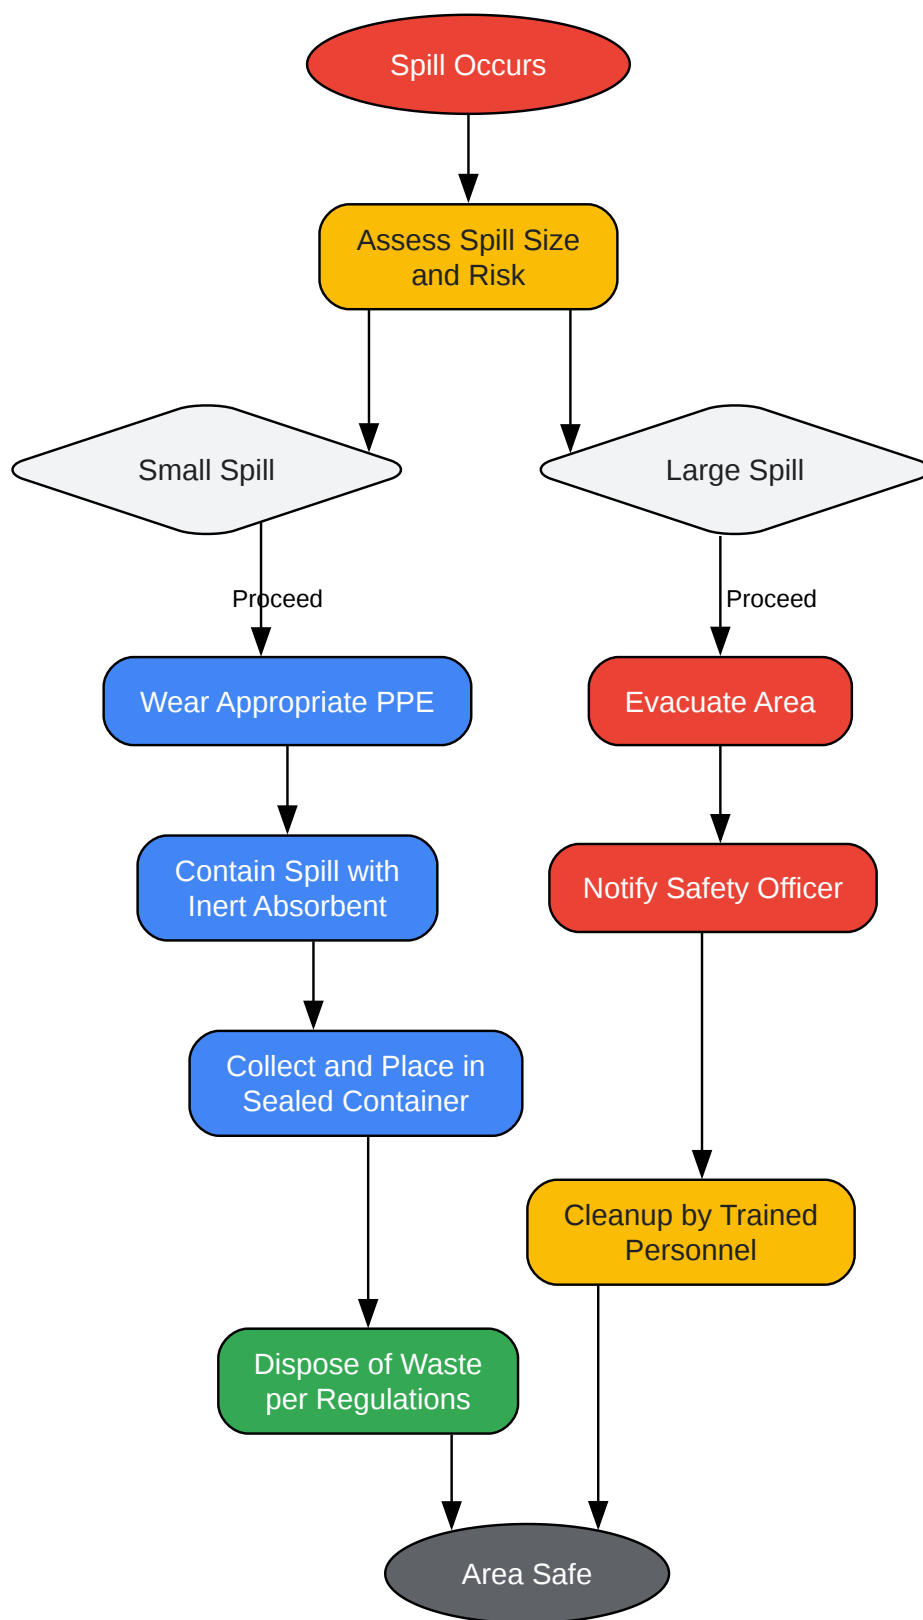 Spill Occurs
Assess Spill Size
and Risk
Small Spill
Large Spill
Proceed
Proceed
Wear Appropriate PPE
Evacuate Area
Contain Spill with
Inert Absorbent
Notify Safety Officer
Collect and Place in
Sealed Container
Cleanup by Trained
Personnel
Dispose of Waste
per Regulations
Area Safe